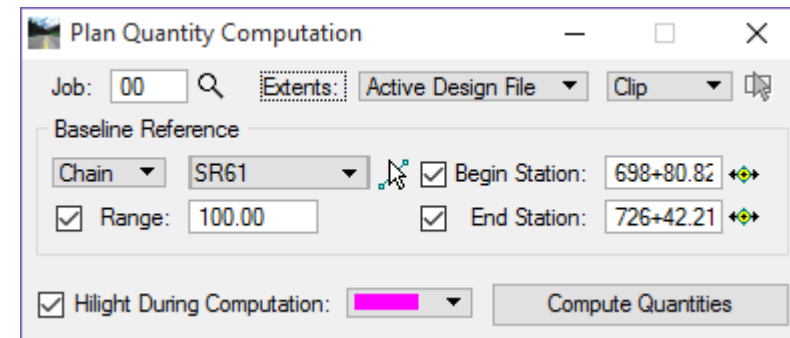 Plan Quantity Computation
Job: 00 Extents: Active Design File Clip
Baseline Reference
Chain SR61 Begin Station: 698+80.82
Range: 100.00 End Station: 726+42.21
Hilight During Computation: Compute Quantities